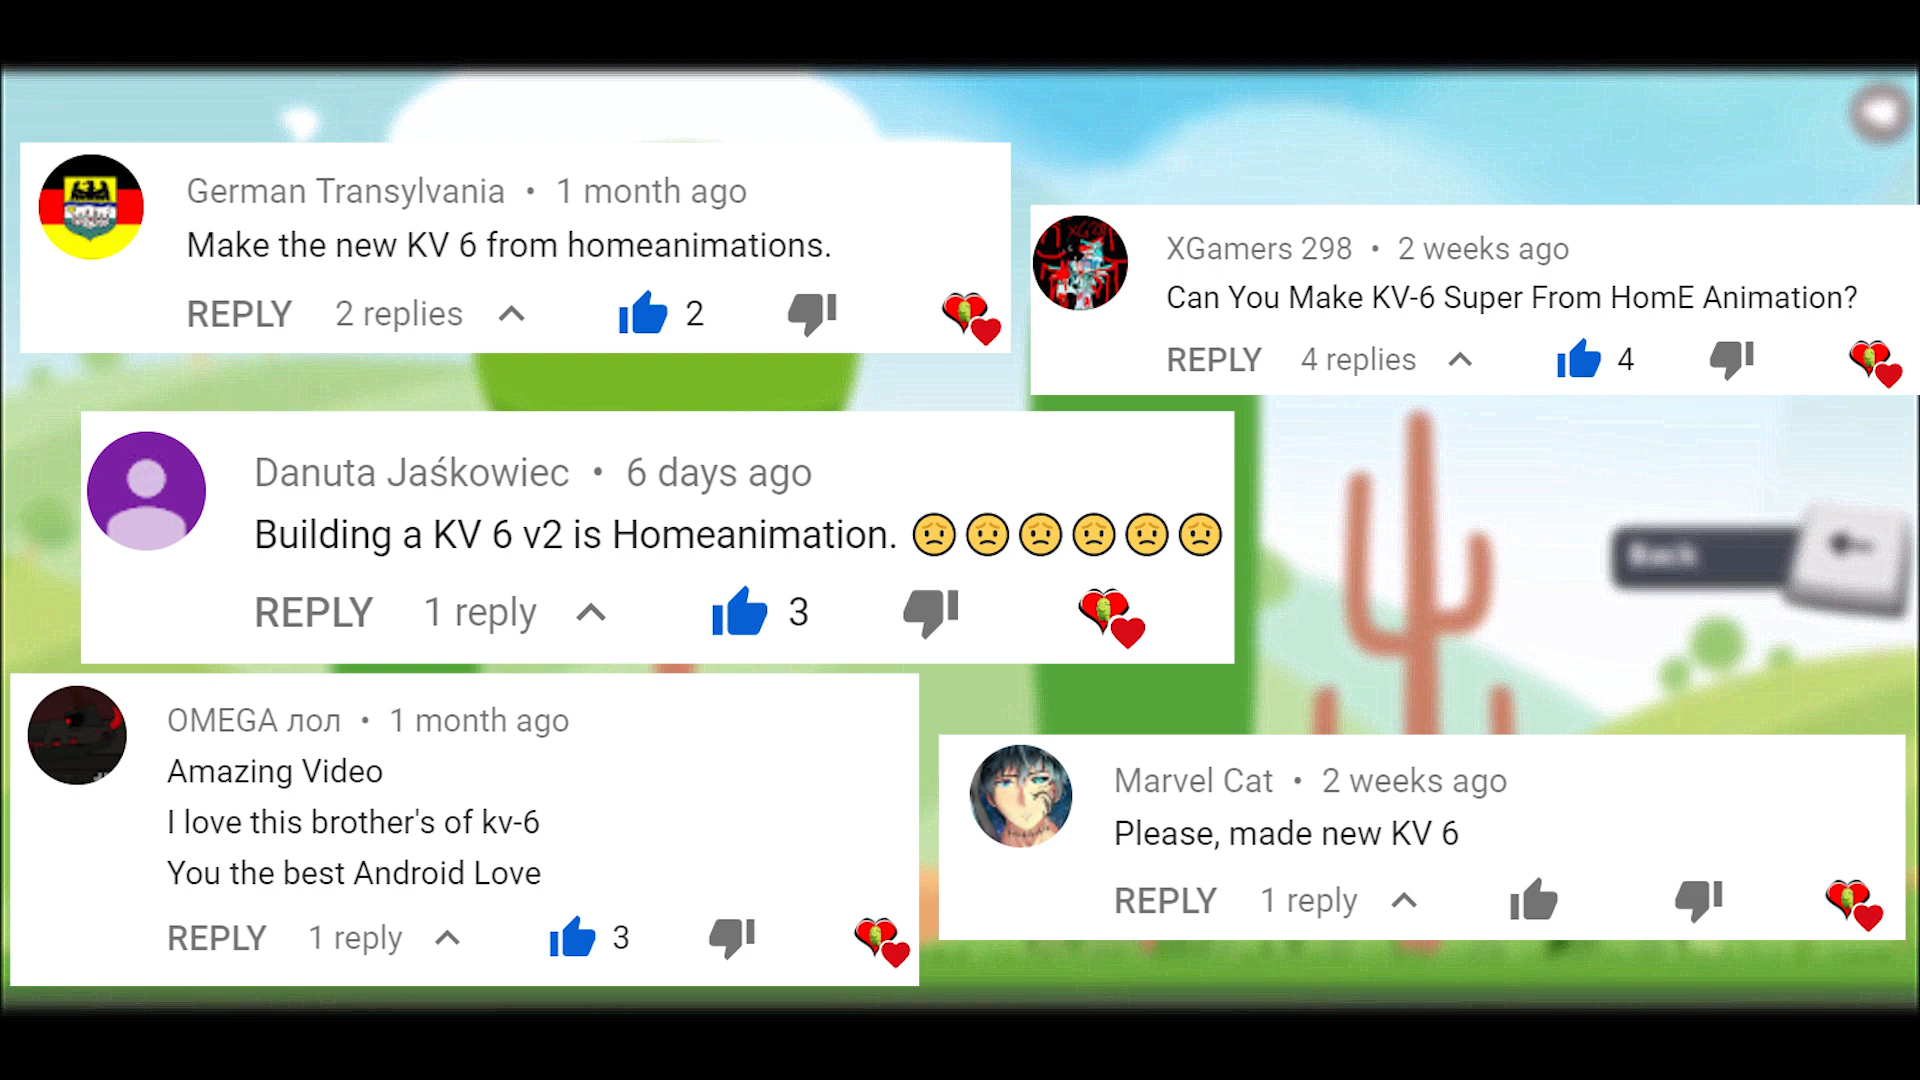 German Transylvania • 1 month ago
Make the new KV 6 from homeanimations.
REPLY 2 replies 2
XGamers 298 • 2 weeks ago
Can You Make KV-6 Super From HomE Animation?
REPLY 4 replies 4
Danuta Jaśkowiec • 6 days ago
Building a KV 6 v2 is Homeanimation. 😟😟😟😟😟😟
REPLY 1 reply 3
Back
OMEGA лол • 1 month ago
Amazing Video
I love this brother's of kv-6
You the best Android Love
REPLY 1 reply 3
Marvel Cat • 2 weeks ago
Please, made new KV 6
REPLY 1 reply